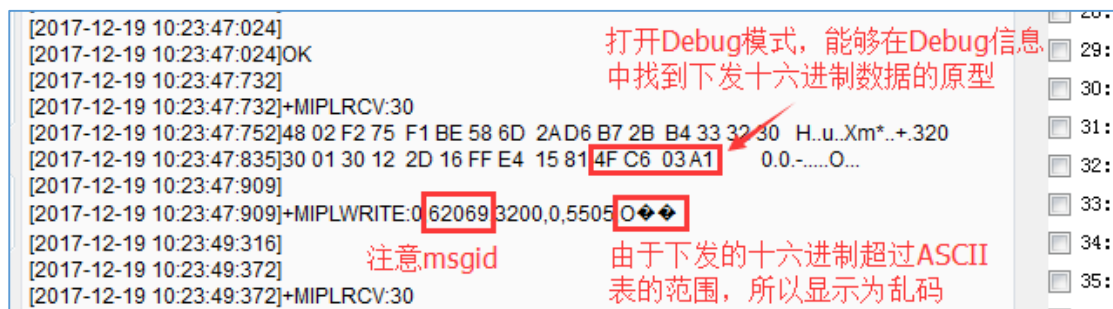 [2017-12-19 10:23:47:024]
[2017-12-19 10:23:47:024]OK
[2017-12-19 10:23:47:732]
[2017-12-19 10:23:47:732]+MIPLRCV:30
[2017-12-19 10:23:47:752]48 02 F2 75 F1 BE 58 6D 2A D6 B7 2B B4 33 32 30 H..u..Xm*..+.320
[2017-12-19 10:23:47:835]30 01 30 12 2D 16 FF E4 15 81 4F C6 03 A1 0.0.-.....O...
[2017-12-19 10:23:47:909]
[2017-12-19 10:23:47:909]+MIPLWRITE:0,62069,3200,0,5505,O��
[2017-12-19 10:23:49:316]
[2017-12-19 10:23:49:372]
[2017-12-19 10:23:49:372]+MIPLRCV:30
打开Debug模式，能够在Debug信息
中找到下发十六进制数据的原型
注意msgid
由于下发的十六进制超过ASCII
表的范围，所以显示为乱码
29:
30:
31:
32:
33:
34:
35: